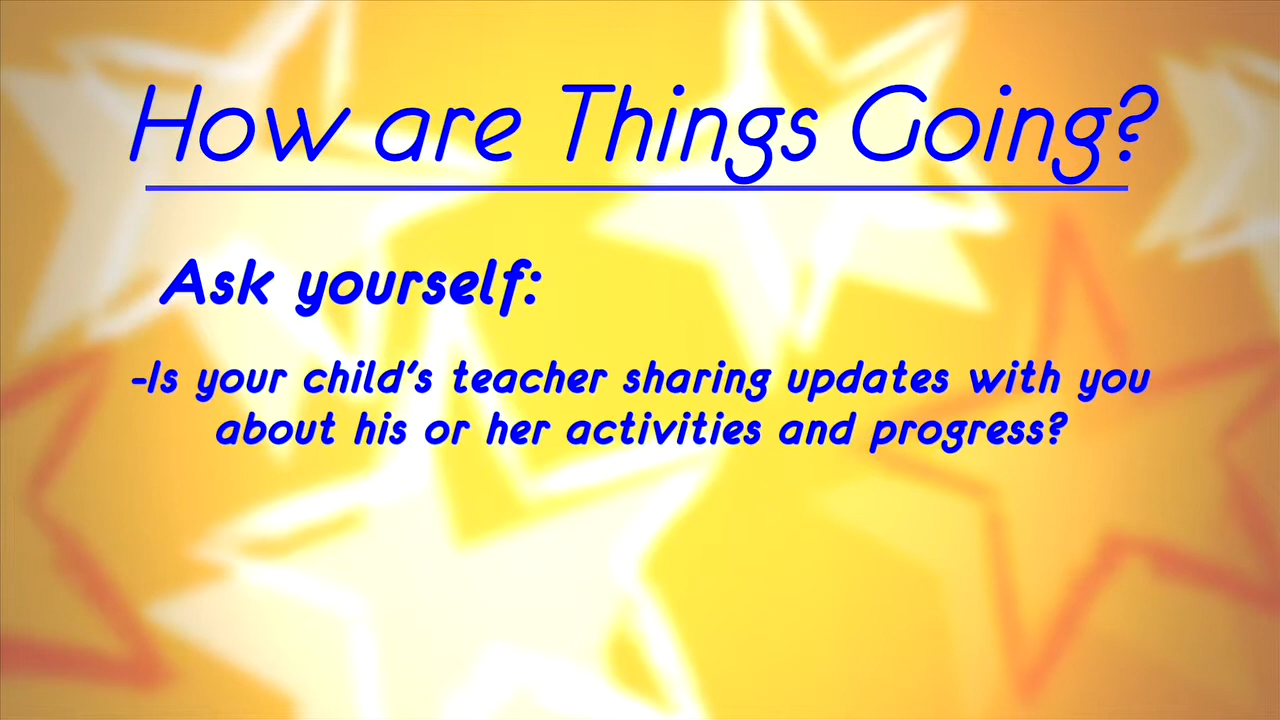 How are Things Going?
Ask yourself:
-Is your child's teacher sharing updates with you
about his or her activities and progress?